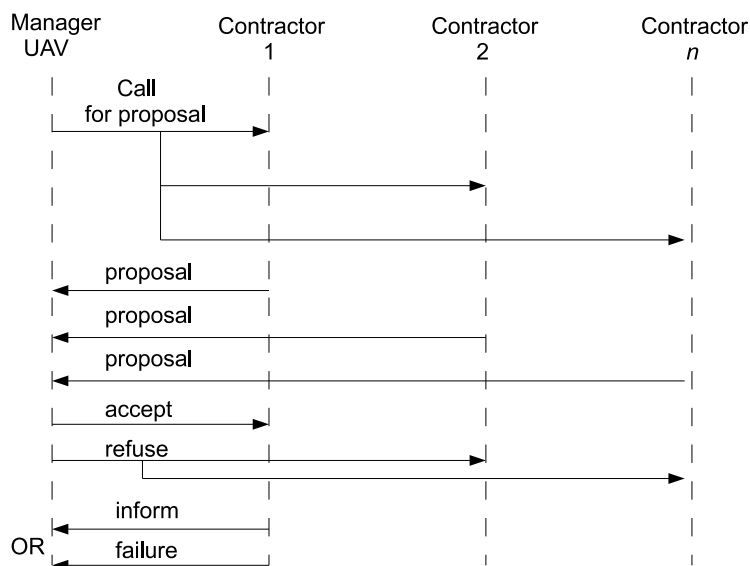 Manager
UAV
Contractor
1
Contractor
2
Contractor
n
Call
for proposal
proposal
proposal
proposal
accept
refuse
inform
OR
failure